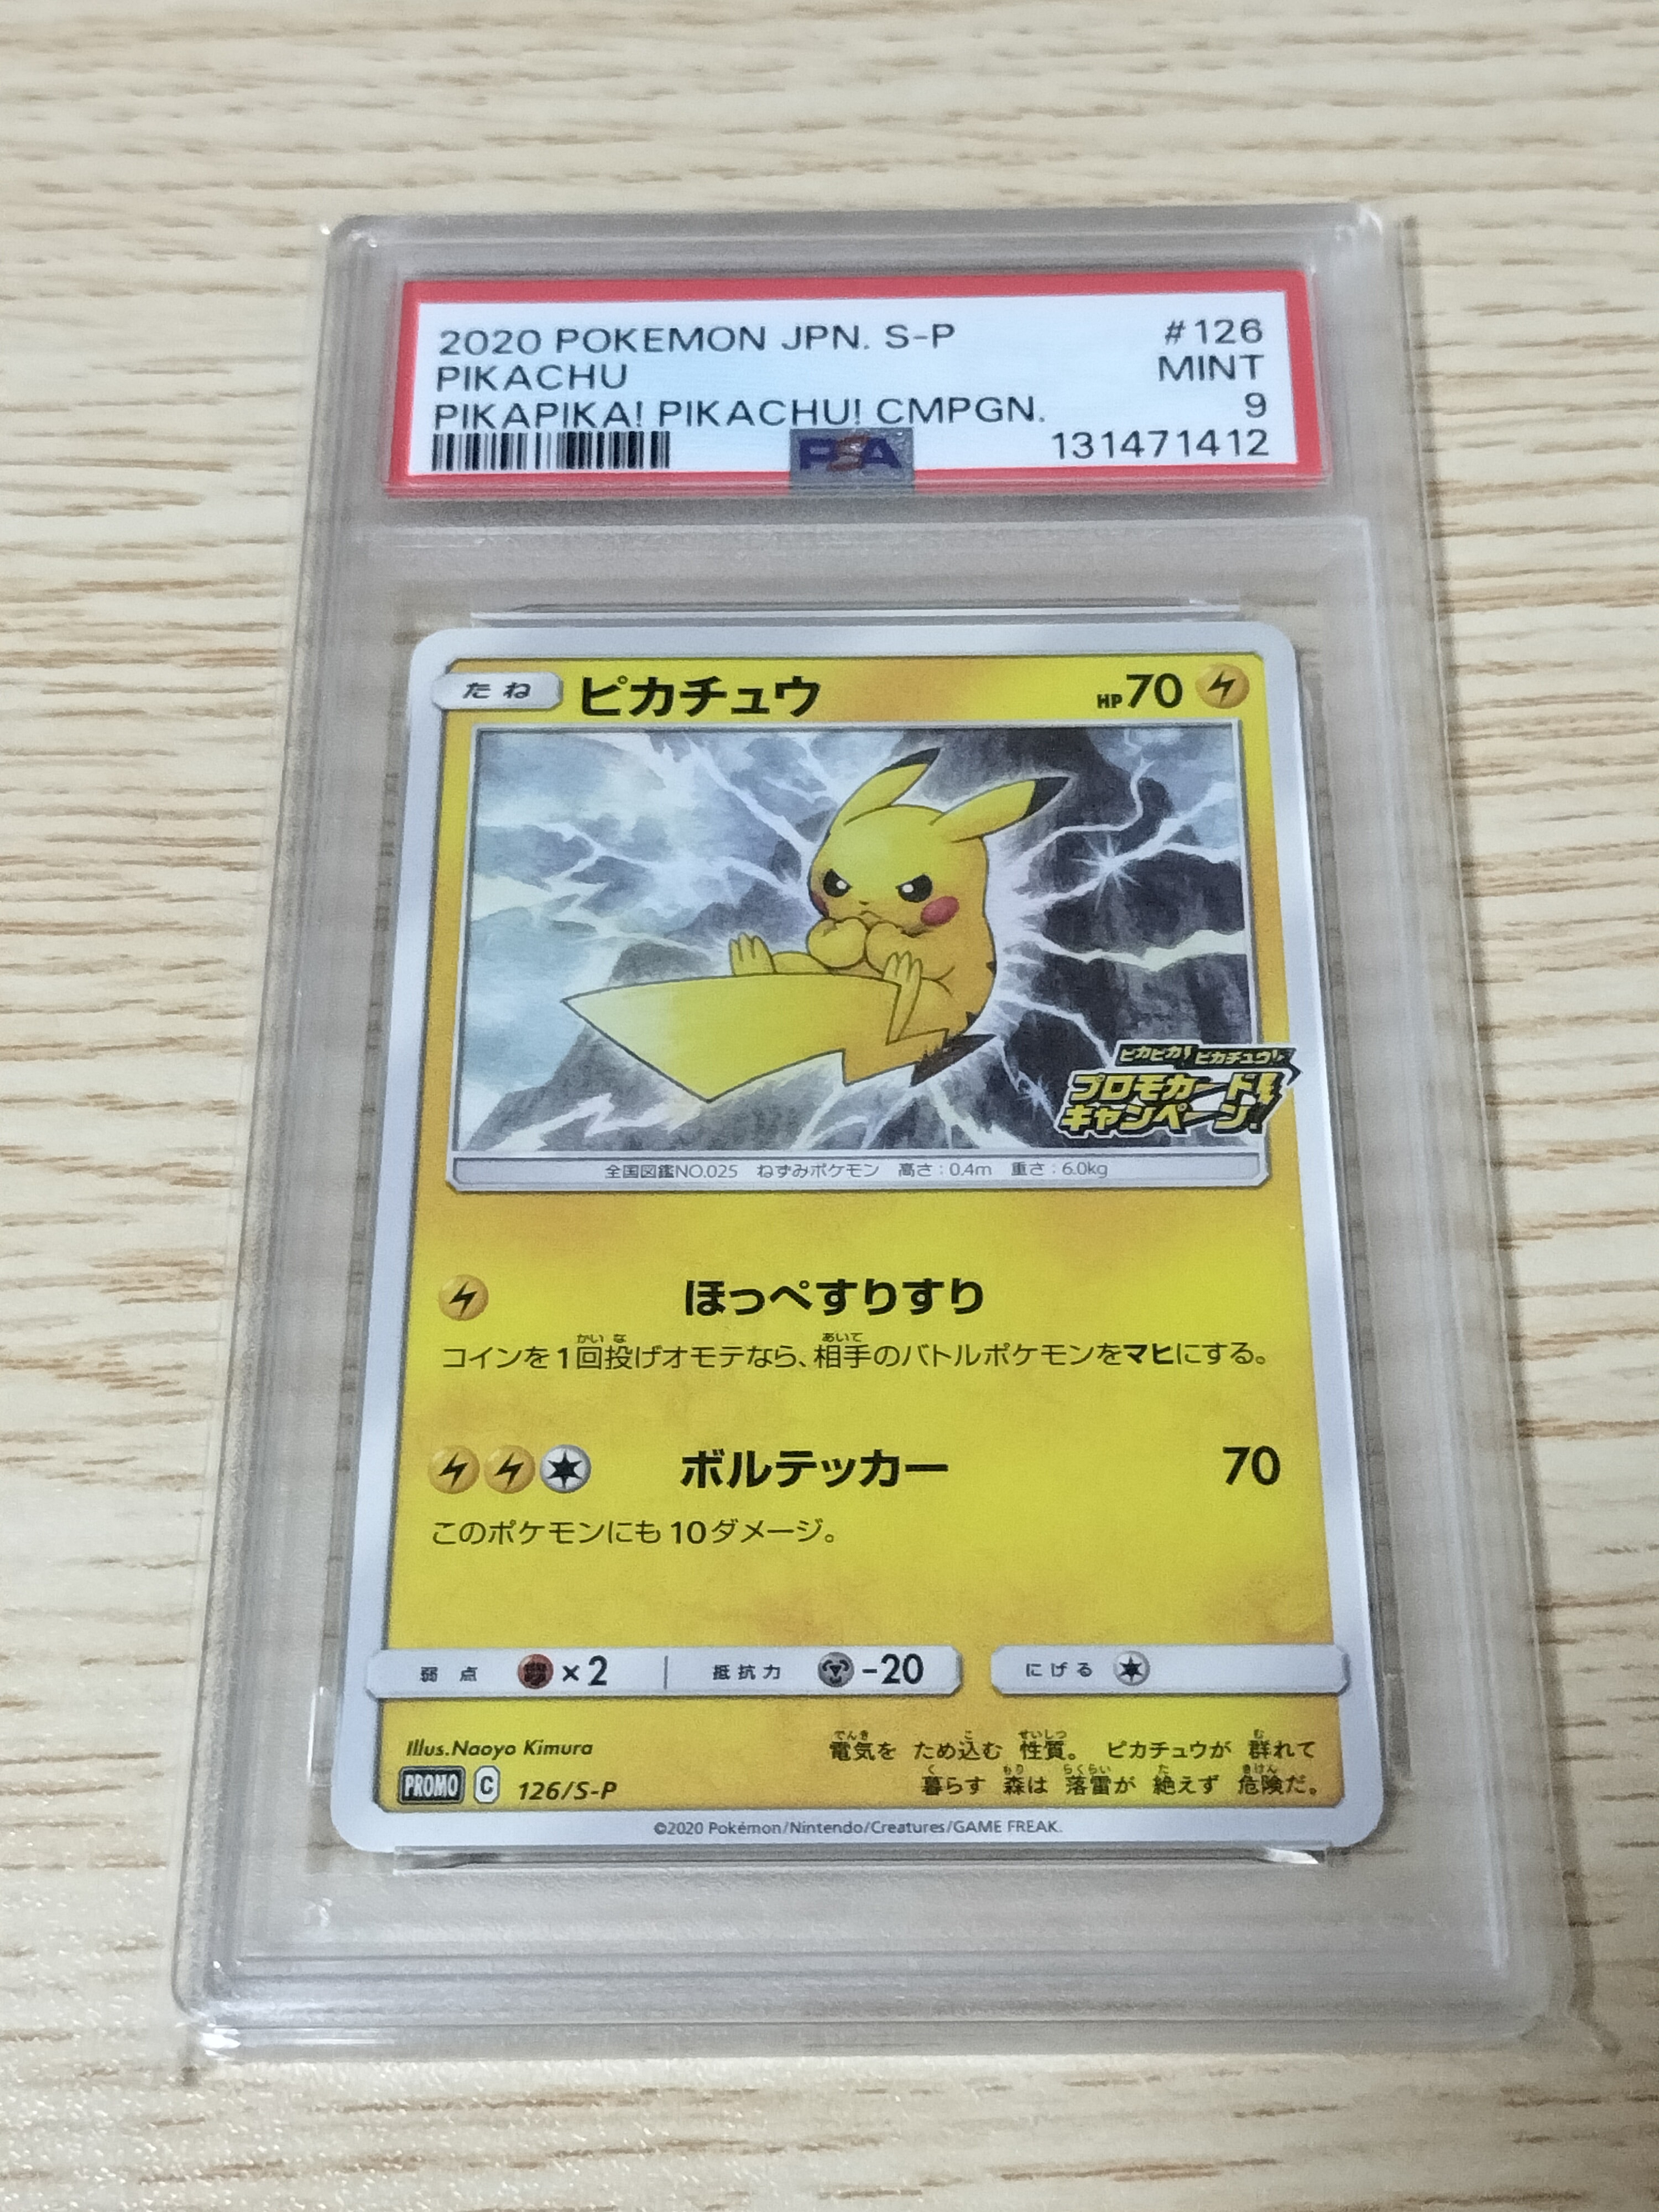 2020 POKEMON JPN. S-P #126
PIKACHU MINT
PIKAPIKA! PIKACHU! CMPGN. 9
PSA 131471412
たね ピカチュウ HP70
ピカピカ! ピカチュウ!
プロモカード
キャンペーン!
全国図鑑NO.025 ねずみポケモン 高さ:0.4m 重さ:6.0kg
ほっぺすりすり
コインを1回投げオモテなら、相手のバトルポケモンをマヒにする。
ボルテッカー 70
このポケモンにも10ダメージ。
弱点 ×2 抵抗力 -20 にげる
Illus.Naoyo Kimura
電気を ため込む 性質。 ピカチュウが 群れて
暮らす 森は 落雷が 絶えず 危険だ。
PROMO C 126/S-P
©2020 Pokémon/Nintendo/Creatures/GAME FREAK.